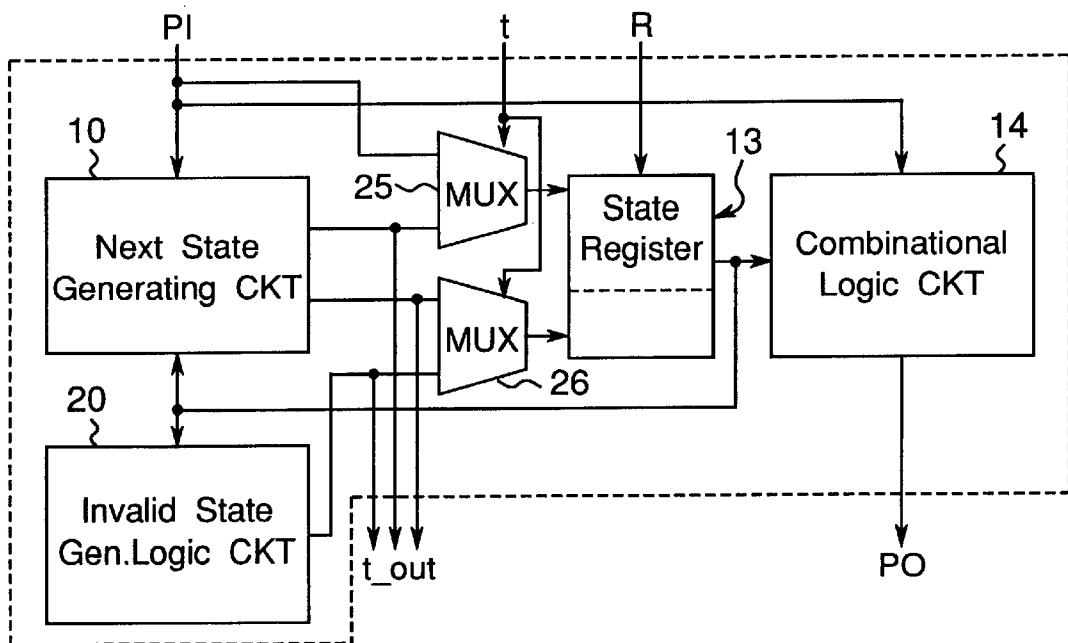 PI
t
R
10
25
MUX
13
14
Next State
Generating CKT
State
Register
Combinational
Logic CKT
MUX
26
20
Invalid State
Gen.Logic CKT
t_out
PO